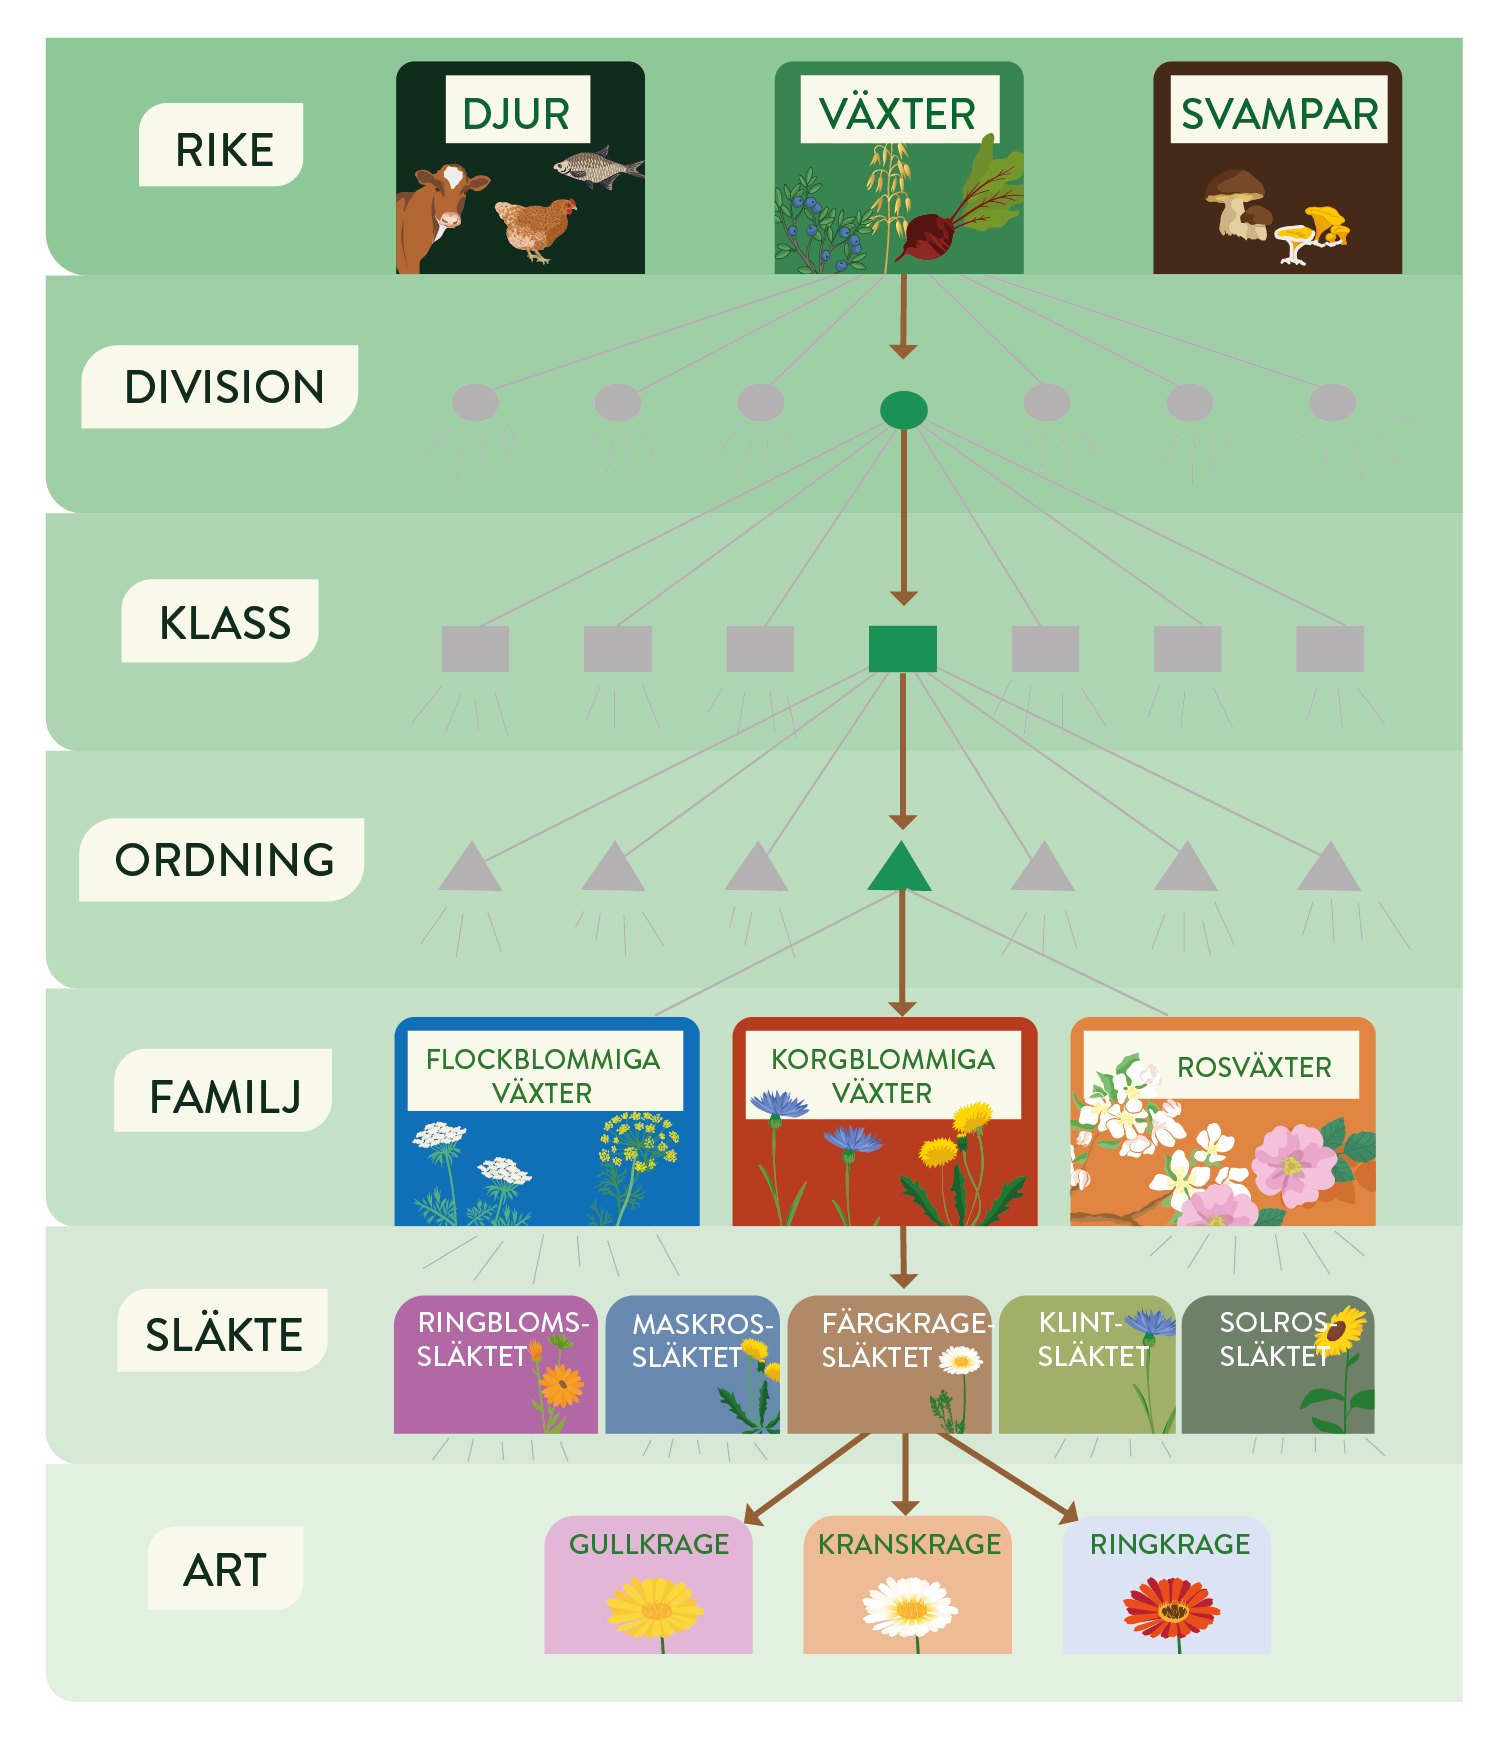 RIKE
DJUR
VÄXTER
SVAMPAR
DIVISION
KLASS
ORDNING
FAMILJ
FLOCKBLOMMIGA
VÄXTER
KORGBLOMMIGA
VÄXTER
ROSVÄXTER
SLÄKTE
RINGBLOMS-
SLÄKTET
MASKROS-
SLÄKTET
FÄRGKRAGE-
SLÄKTET
KLINT-
SLÄKTET
SOLROS-
SLÄKTET
ART
GULLKRAGE
KRANSKRAGE
RINGKRAGE